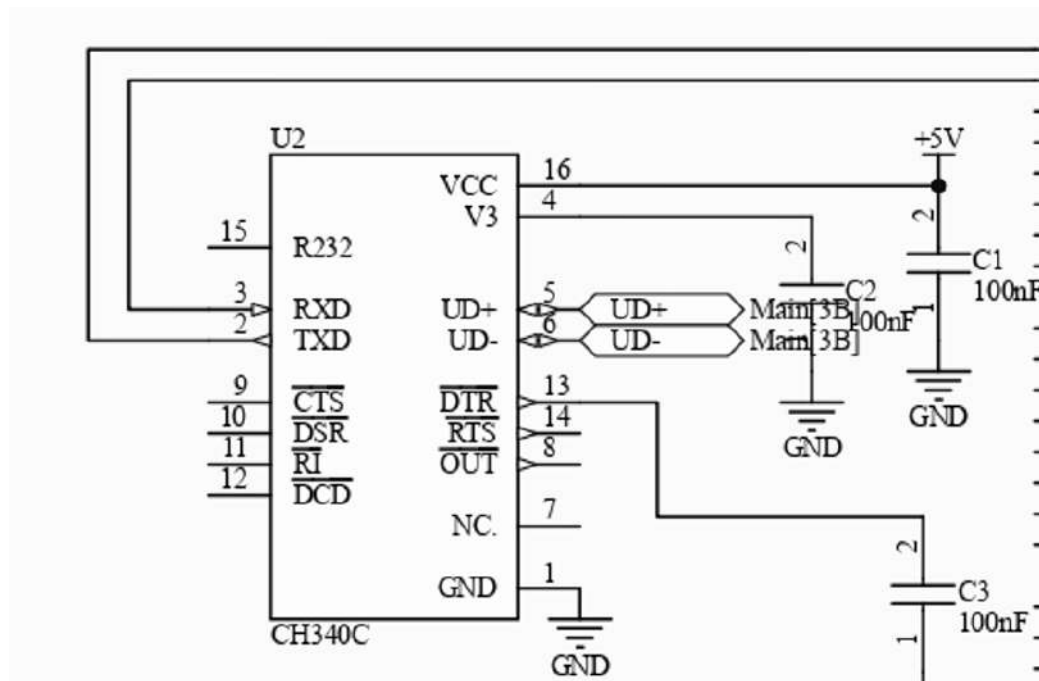 U2
+5V
VCC
16
V3
4
2
2
15
R232
C1
100nF
1
C2
100nF
3
RXD
UD+
5
UD+
Main[3B]
2
TXD
UD-
6
UD-
Main[3B]
9
CTS
DTR
13
GND
10
DSR
RTS
14
GND
11
RI
OUT
8
12
DCD
NC.
7
2
GND
1
C3
100nF
1
CH340C
GND